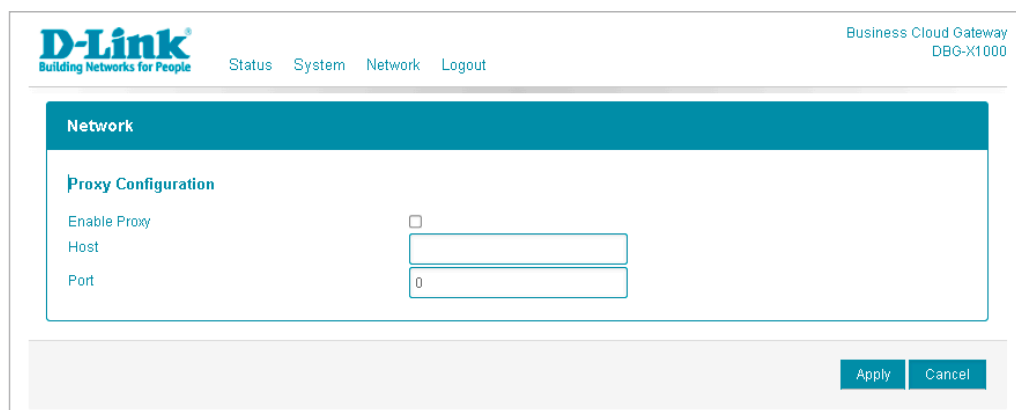 D-Link
Building Networks for People
Status System Network Logout
Business Cloud Gateway
DBG-X1000
Network
Proxy Configuration
Enable Proxy
Host
Port
0
Apply Cancel